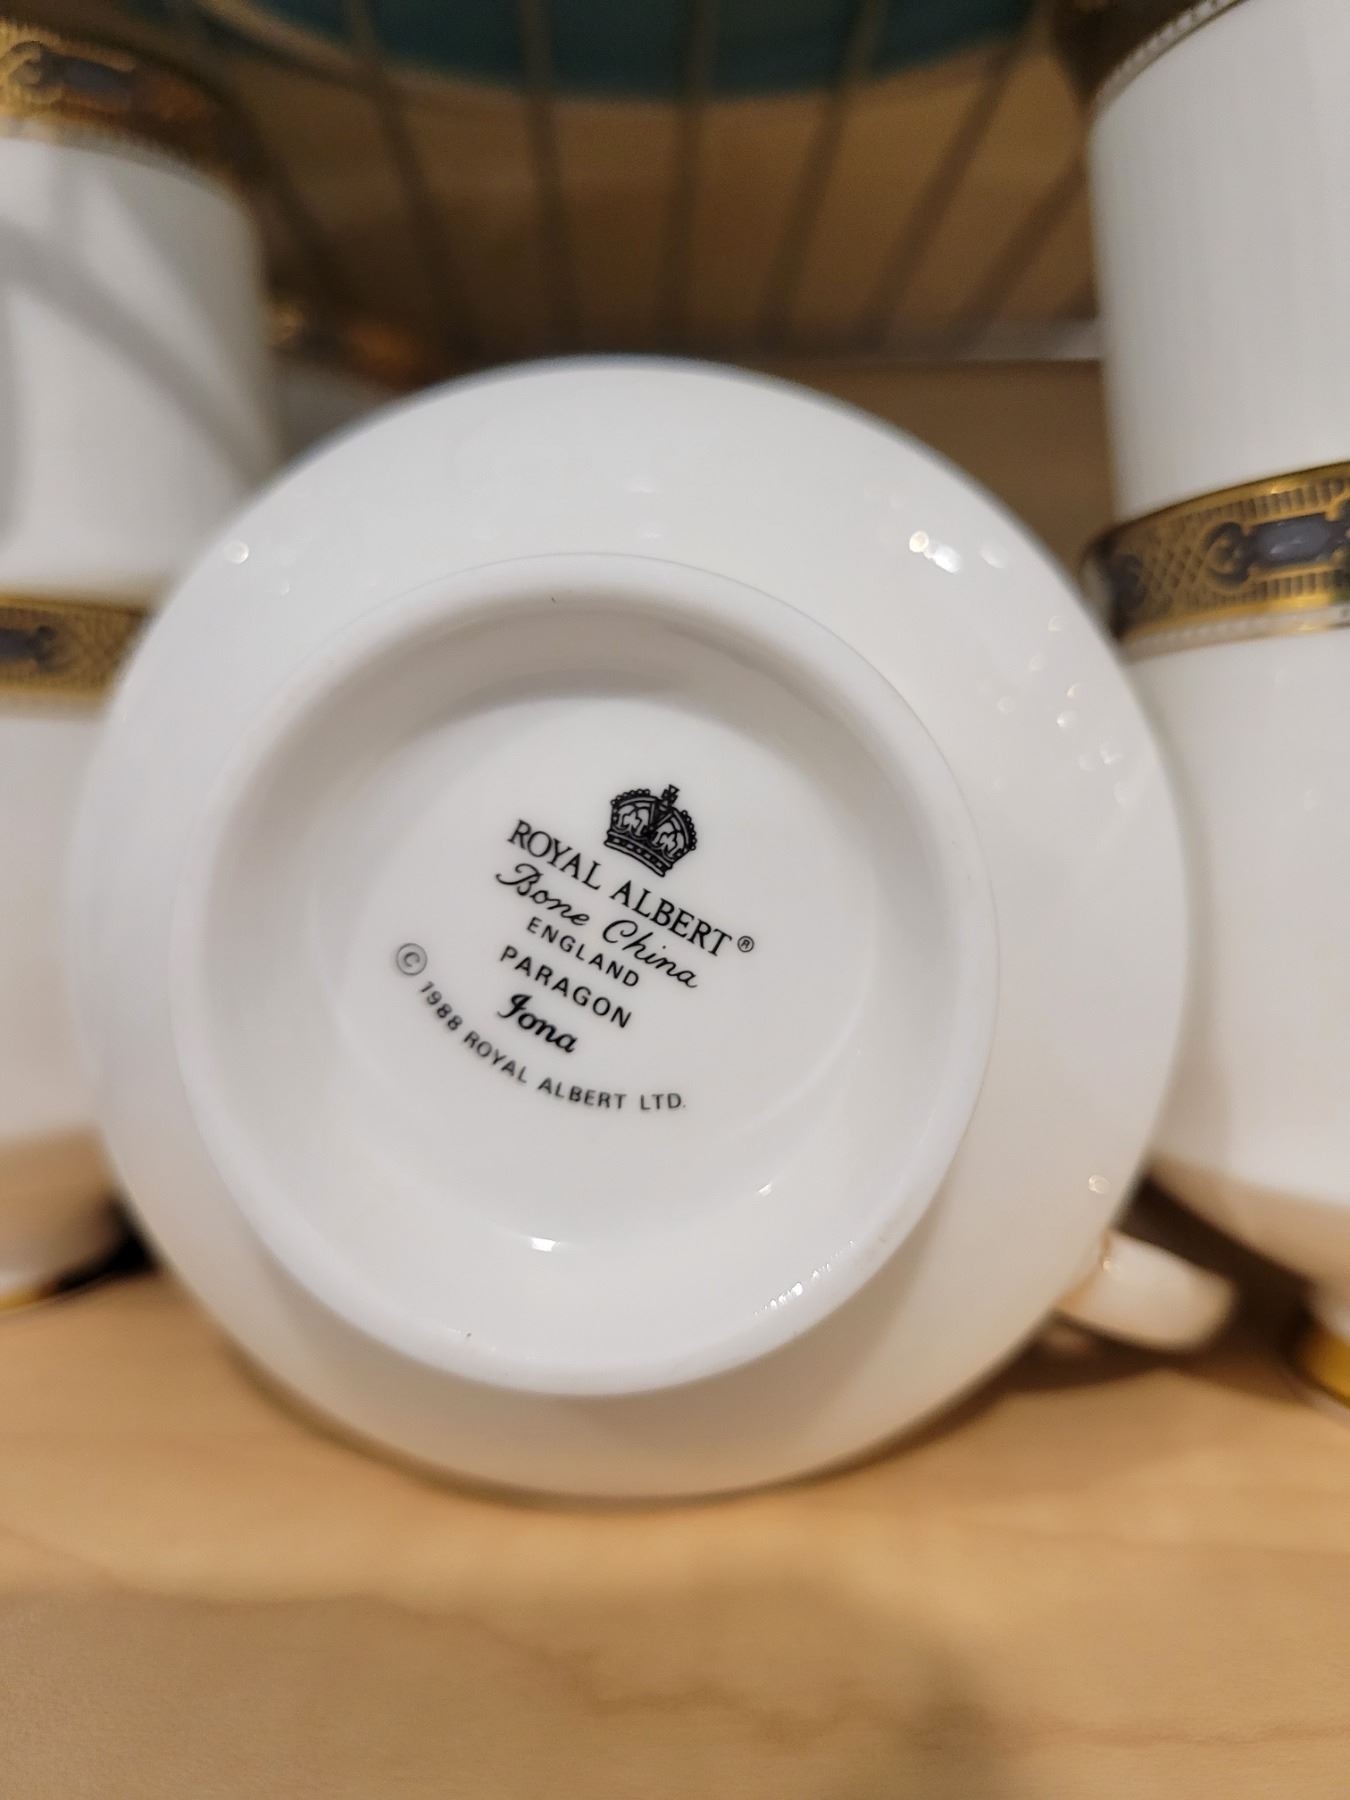 ROYAL ALBERT ®
Bone China
ENGLAND
PARAGON
Iona
© 1988 ROYAL ALBERT LTD.